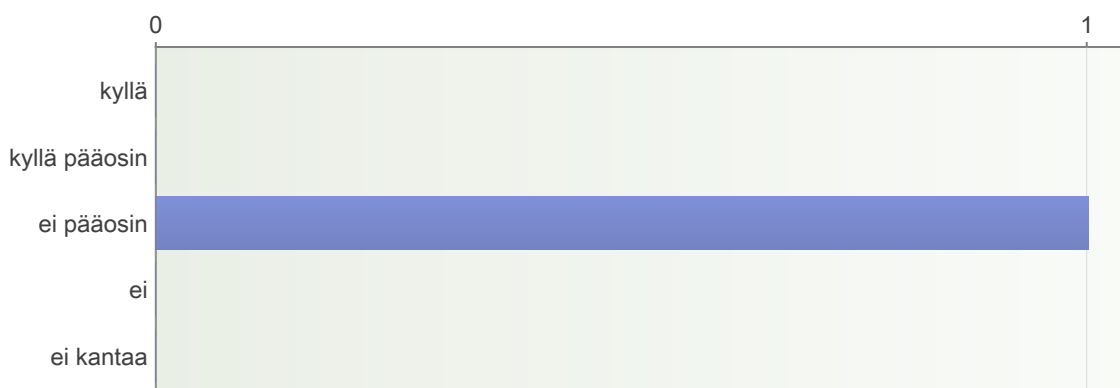 0 1
kyllä
kyllä pääosin
ei pääosin
ei
ei kantaa